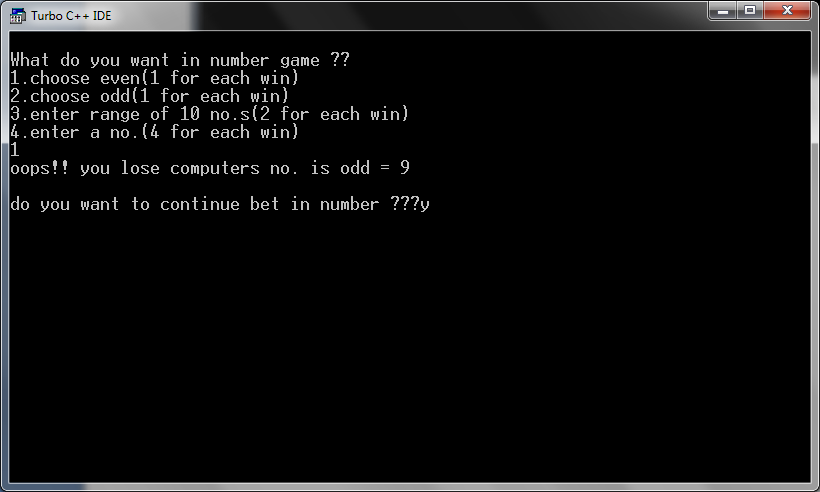 Turbo C++ IDE
What do you want in number game ??
1.choose even(1 for each win)
2.choose odd(1 for each win)
3.enter range of 10 no.s(2 for each win)
4.enter a no.(4 for each win)
1
oops!! you lose computers no. is odd = 9
do you want to continue bet in number ???y